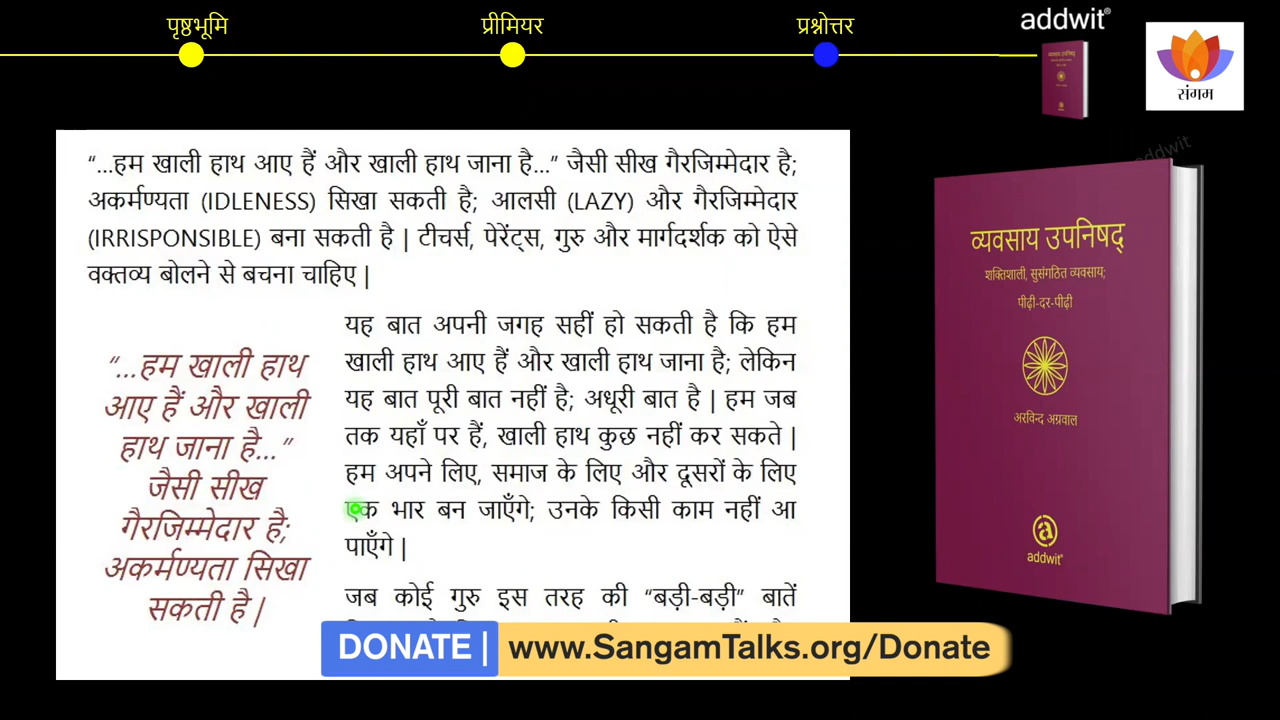 पृष्ठभूमि
प्रीमियर
प्रश्नोत्तर
addwit®
संगम
"...हम खाली हाथ आए हैं और खाली हाथ जाना है..." जैसी सीख गैरजिम्मेदार है;
अकर्मण्यता (IDLENESS) सिखा सकती है; आलसी (LAZY) और गैरजिम्मेदार
(IRRISPONSIBLE) बना सकती है | टीचर्स, पेरेंट्स, गुरु और मार्गदर्शक को ऐसे
वक्तव्य बोलने से बचना चाहिए |
"...हम खाली हाथ
आए हैं और खाली
हाथ जाना है..."
जैसी सीख
गैरजिम्मेदार है;
अकर्मण्यता सिखा
सकती है |
यह बात अपनी जगह सहीं हो सकती है कि हम
खाली हाथ आए हैं और खाली हाथ जाना है; लेकिन
यह बात पूरी बात नहीं है; अधूरी बात है | हम जब
तक यहाँ पर हैं, खाली हाथ कुछ नहीं कर सकते |
हम अपने लिए, समाज के लिए और दूसरों के लिए
एक भार बन जाएँगे; उनके किसी काम नहीं आ
पाएँगे |
जब कोई गुरु इस तरह की "बड़ी-बड़ी" बातें
addwit
व्यवसाय उपनिषद्
शक्तिशाली, सुसंगठित व्यवसाय;
पीढ़ी-दर-पीढ़ी
अरविन्द अग्रवाल
addwit®
DONATE | www.SangamTalks.org/Donate